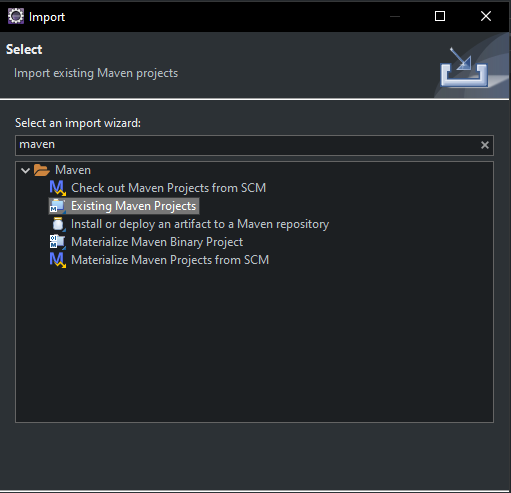 Import
Select
Import existing Maven projects
Select an import wizard:
maven
Maven
Check out Maven Projects from SCM
Existing Maven Projects
Install or deploy an artifact to a Maven repository
Materialize Maven Binary Project
Materialize Maven Projects from SCM